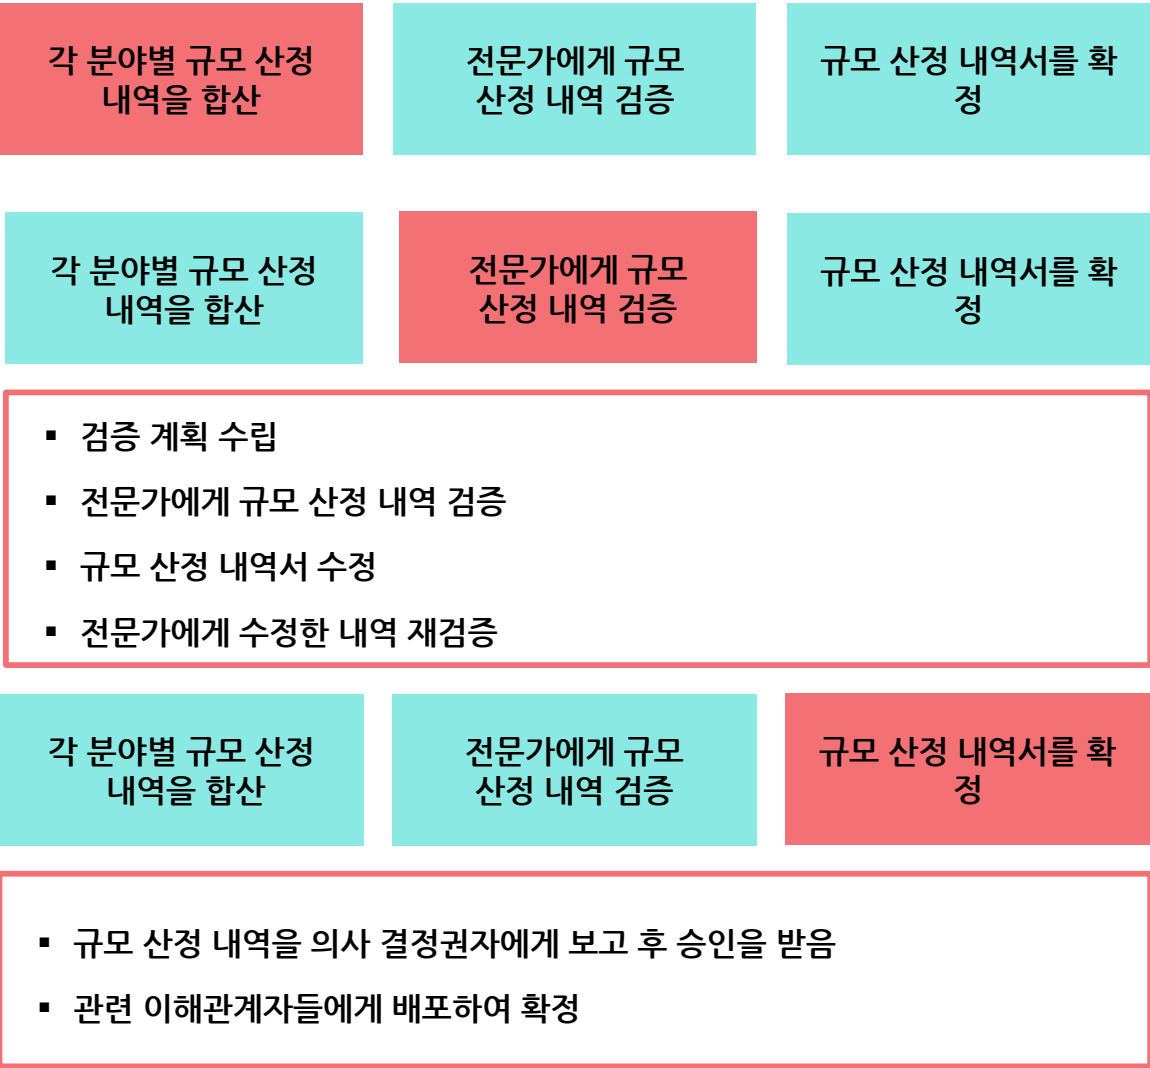 각 분야별 규모 산정
내역을 합산
전문가에게 규모
산정 내역 검증
규모 산정 내역서를 확
정
각 분야별 규모 산정
내역을 합산
전문가에게 규모
산정 내역 검증
규모 산정 내역서를 확
정
▪ 검증 계획 수립
▪ 전문가에게 규모 산정 내역 검증
▪ 규모 산정 내역서 수정
▪ 전문가에게 수정한 내역 재검증
각 분야별 규모 산정
내역을 합산
전문가에게 규모
산정 내역 검증
규모 산정 내역서를 확
정
▪ 규모 산정 내역을 의사 결정권자에게 보고 후 승인을 받음
▪ 관련 이해관계자들에게 배포하여 확정